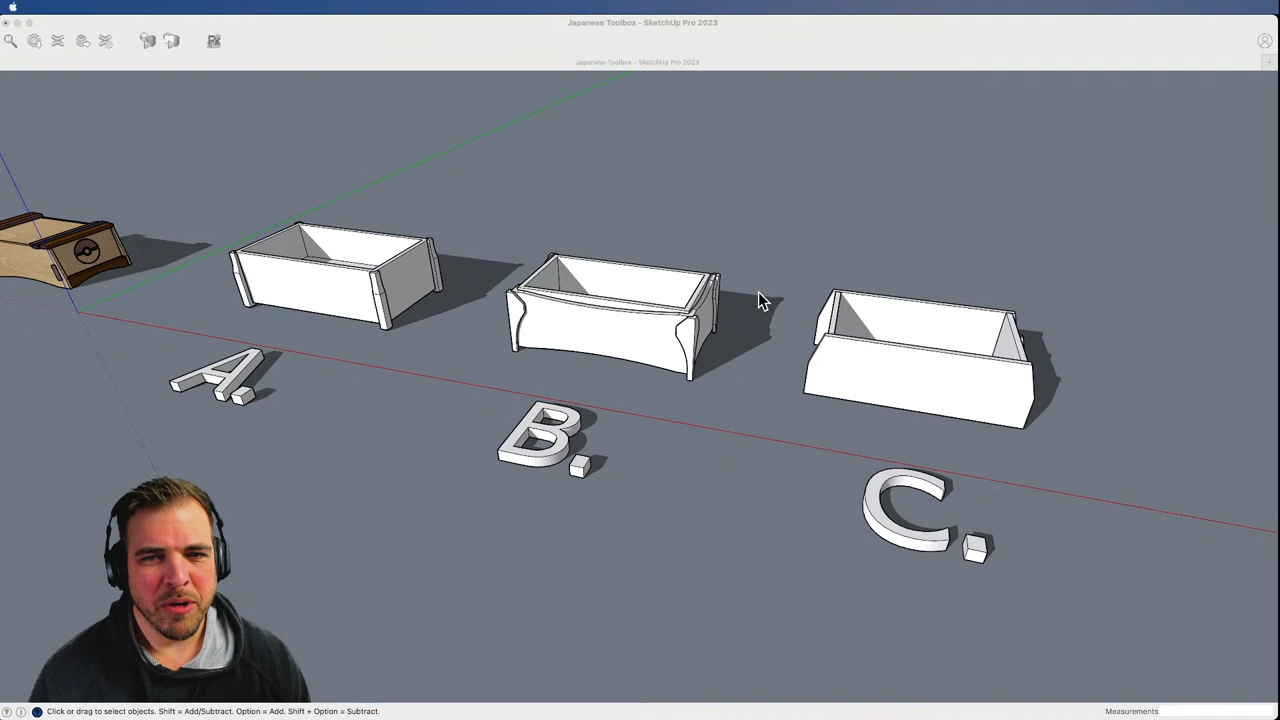 Japanese Toolbox - SketchUp Pro 2023
Japanese Toolbox - SketchUp Pro 2023
A.
B.
C.
Click or drag to select objects. Shift = Add/Subtract. Option = Add. Shift + Option = Subtract.
Measurements